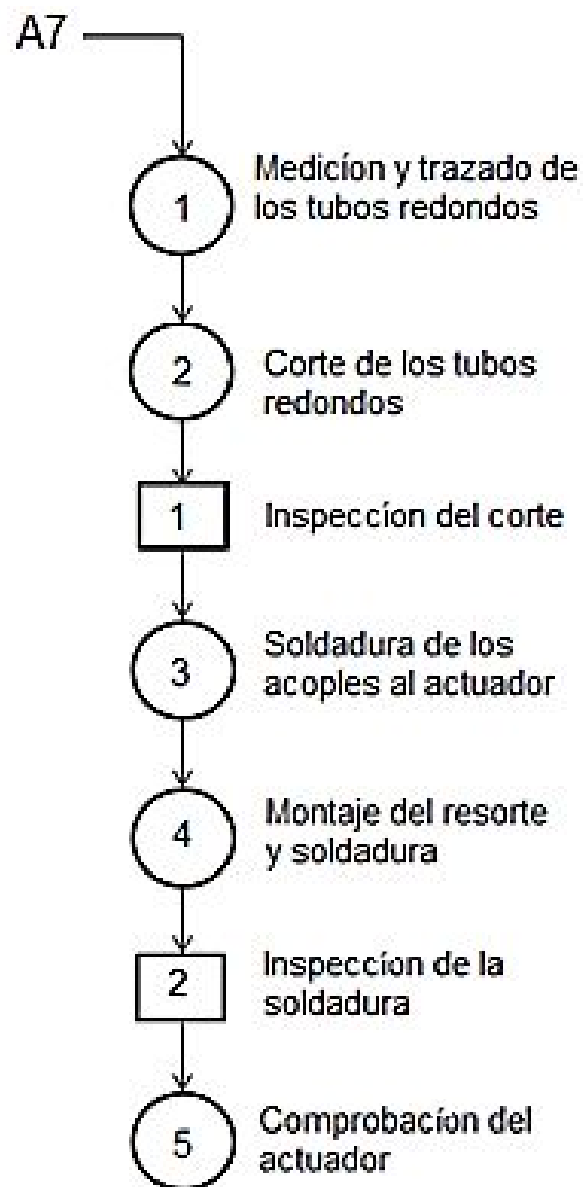 A7
1
Medicíon y trazado de
los tubos redondos
2
Corte de los tubos
redondos
1
Inspeccíon del corte
3
Soldadura de los
acoples al actuador
4
Montaje del resorte
y soldadura
2
Inspeccíon de la
soldadura
5
Comprobacíon del
actuador